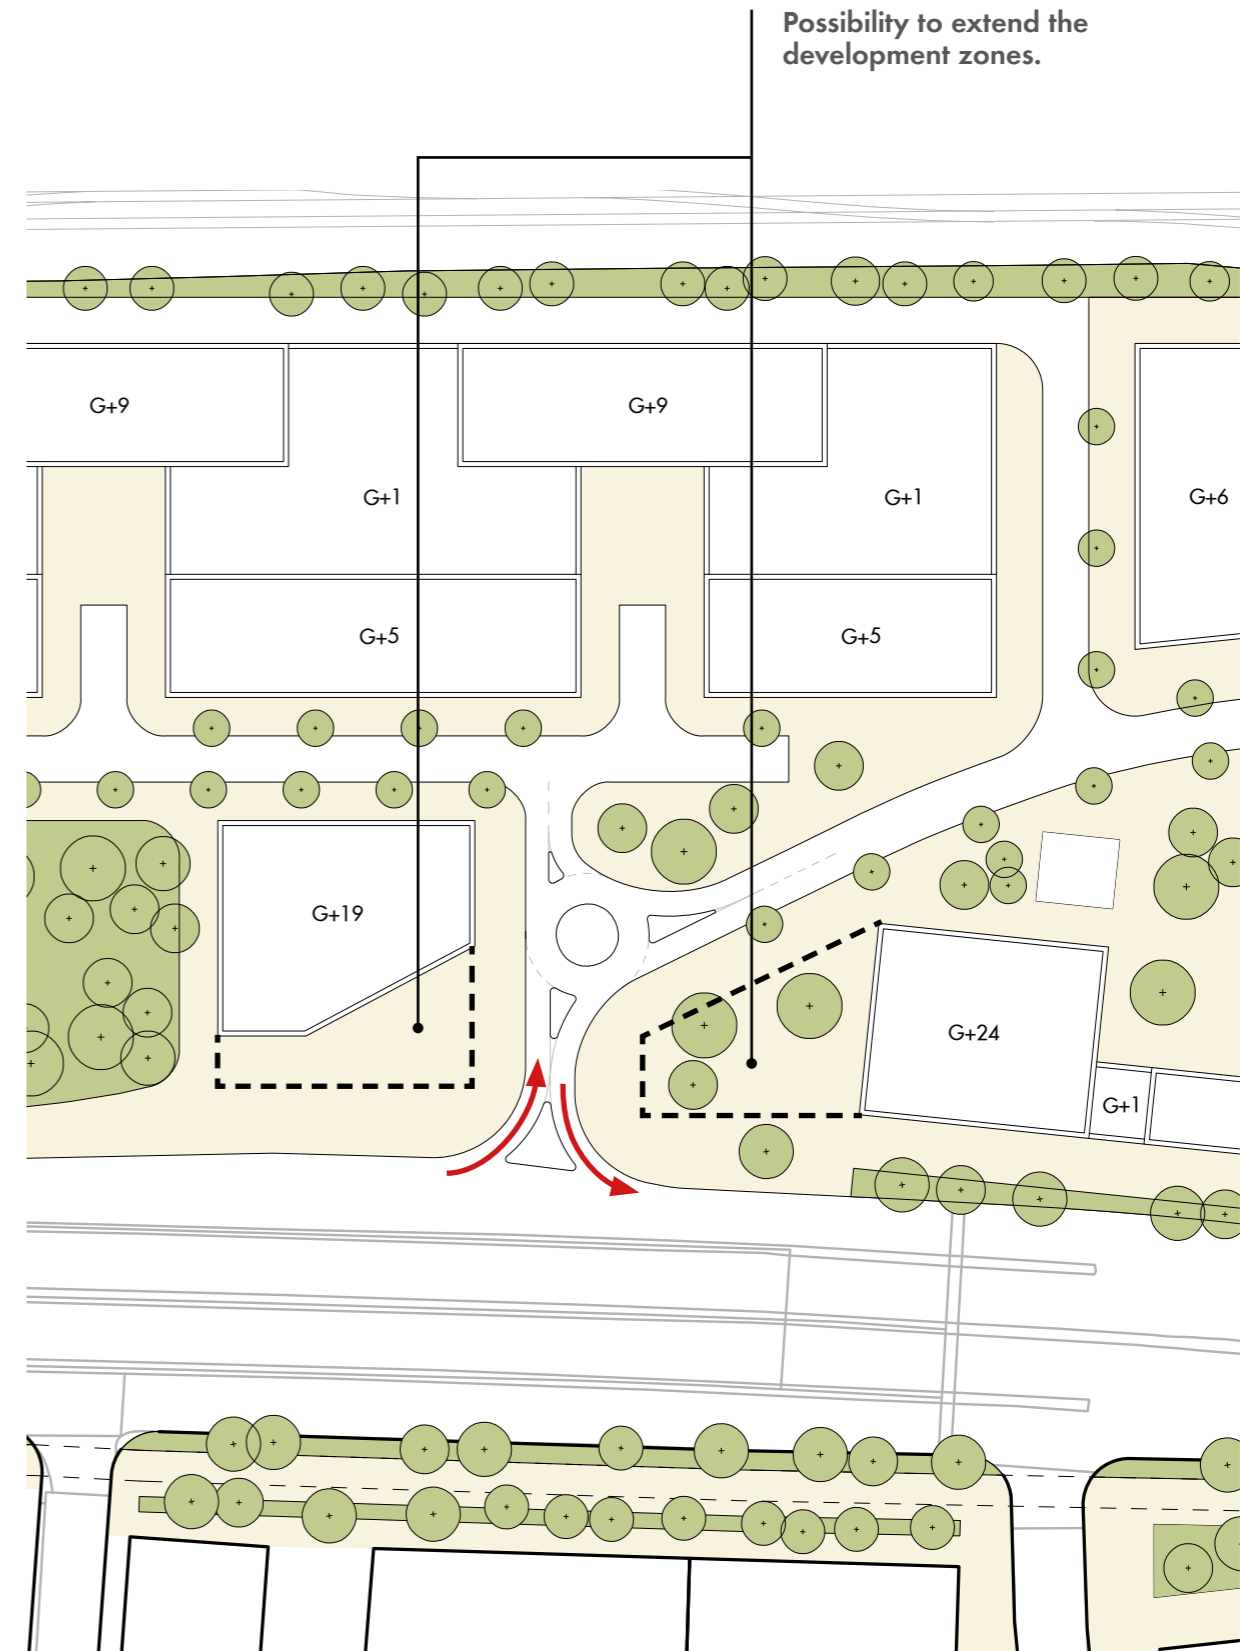 Possibility to extend the
development zones.
G+9
G+9
G+1
G+1
G+6
G+5
G+5
G+19
G+24
G+1